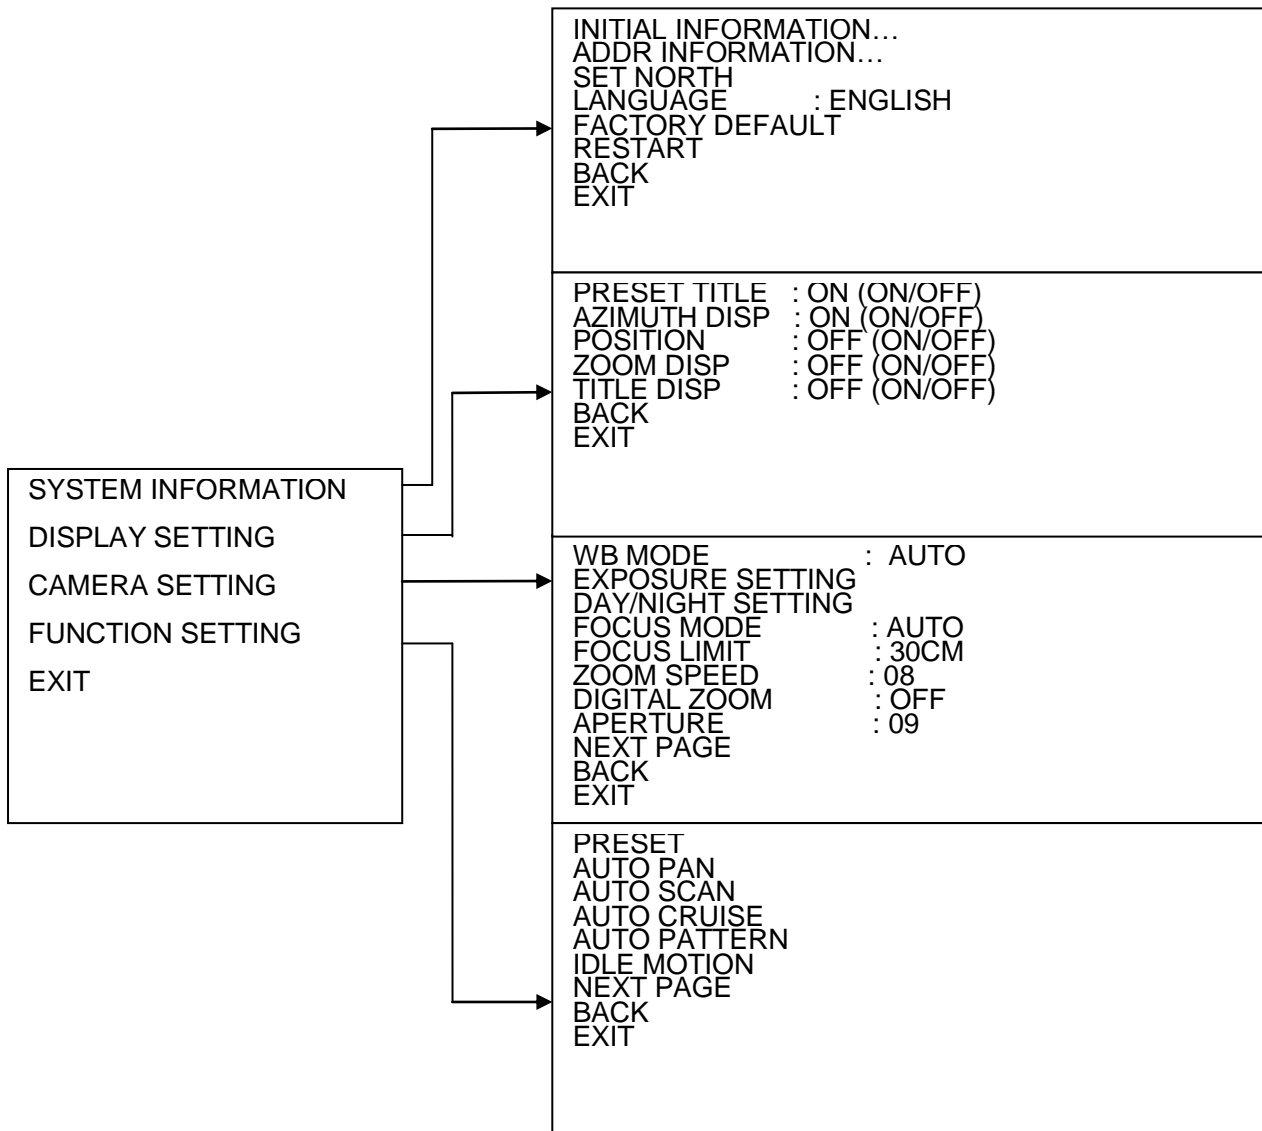 INITIAL INFORMATION…
ADDR INFORMATION…
SET NORTH
LANGUAGE : ENGLISH
FACTORY DEFAULT
RESTART
BACK
EXIT
PRESET TITLE : ON (ON/OFF)
AZIMUTH DISP : ON (ON/OFF)
POSITION : OFF (ON/OFF)
ZOOM DISP : OFF (ON/OFF)
TITLE DISP : OFF (ON/OFF)
BACK
EXIT
SYSTEM INFORMATION
DISPLAY SETTING
CAMERA SETTING
FUNCTION SETTING
EXIT
WB MODE : AUTO
EXPOSURE SETTING
DAY/NIGHT SETTING
FOCUS MODE : AUTO
FOCUS LIMIT : 30CM
ZOOM SPEED : 08
DIGITAL ZOOM : OFF
APERTURE : 09
NEXT PAGE
BACK
EXIT
PRESET
AUTO PAN
AUTO SCAN
AUTO CRUISE
AUTO PATTERN
IDLE MOTION
NEXT PAGE
BACK
EXIT